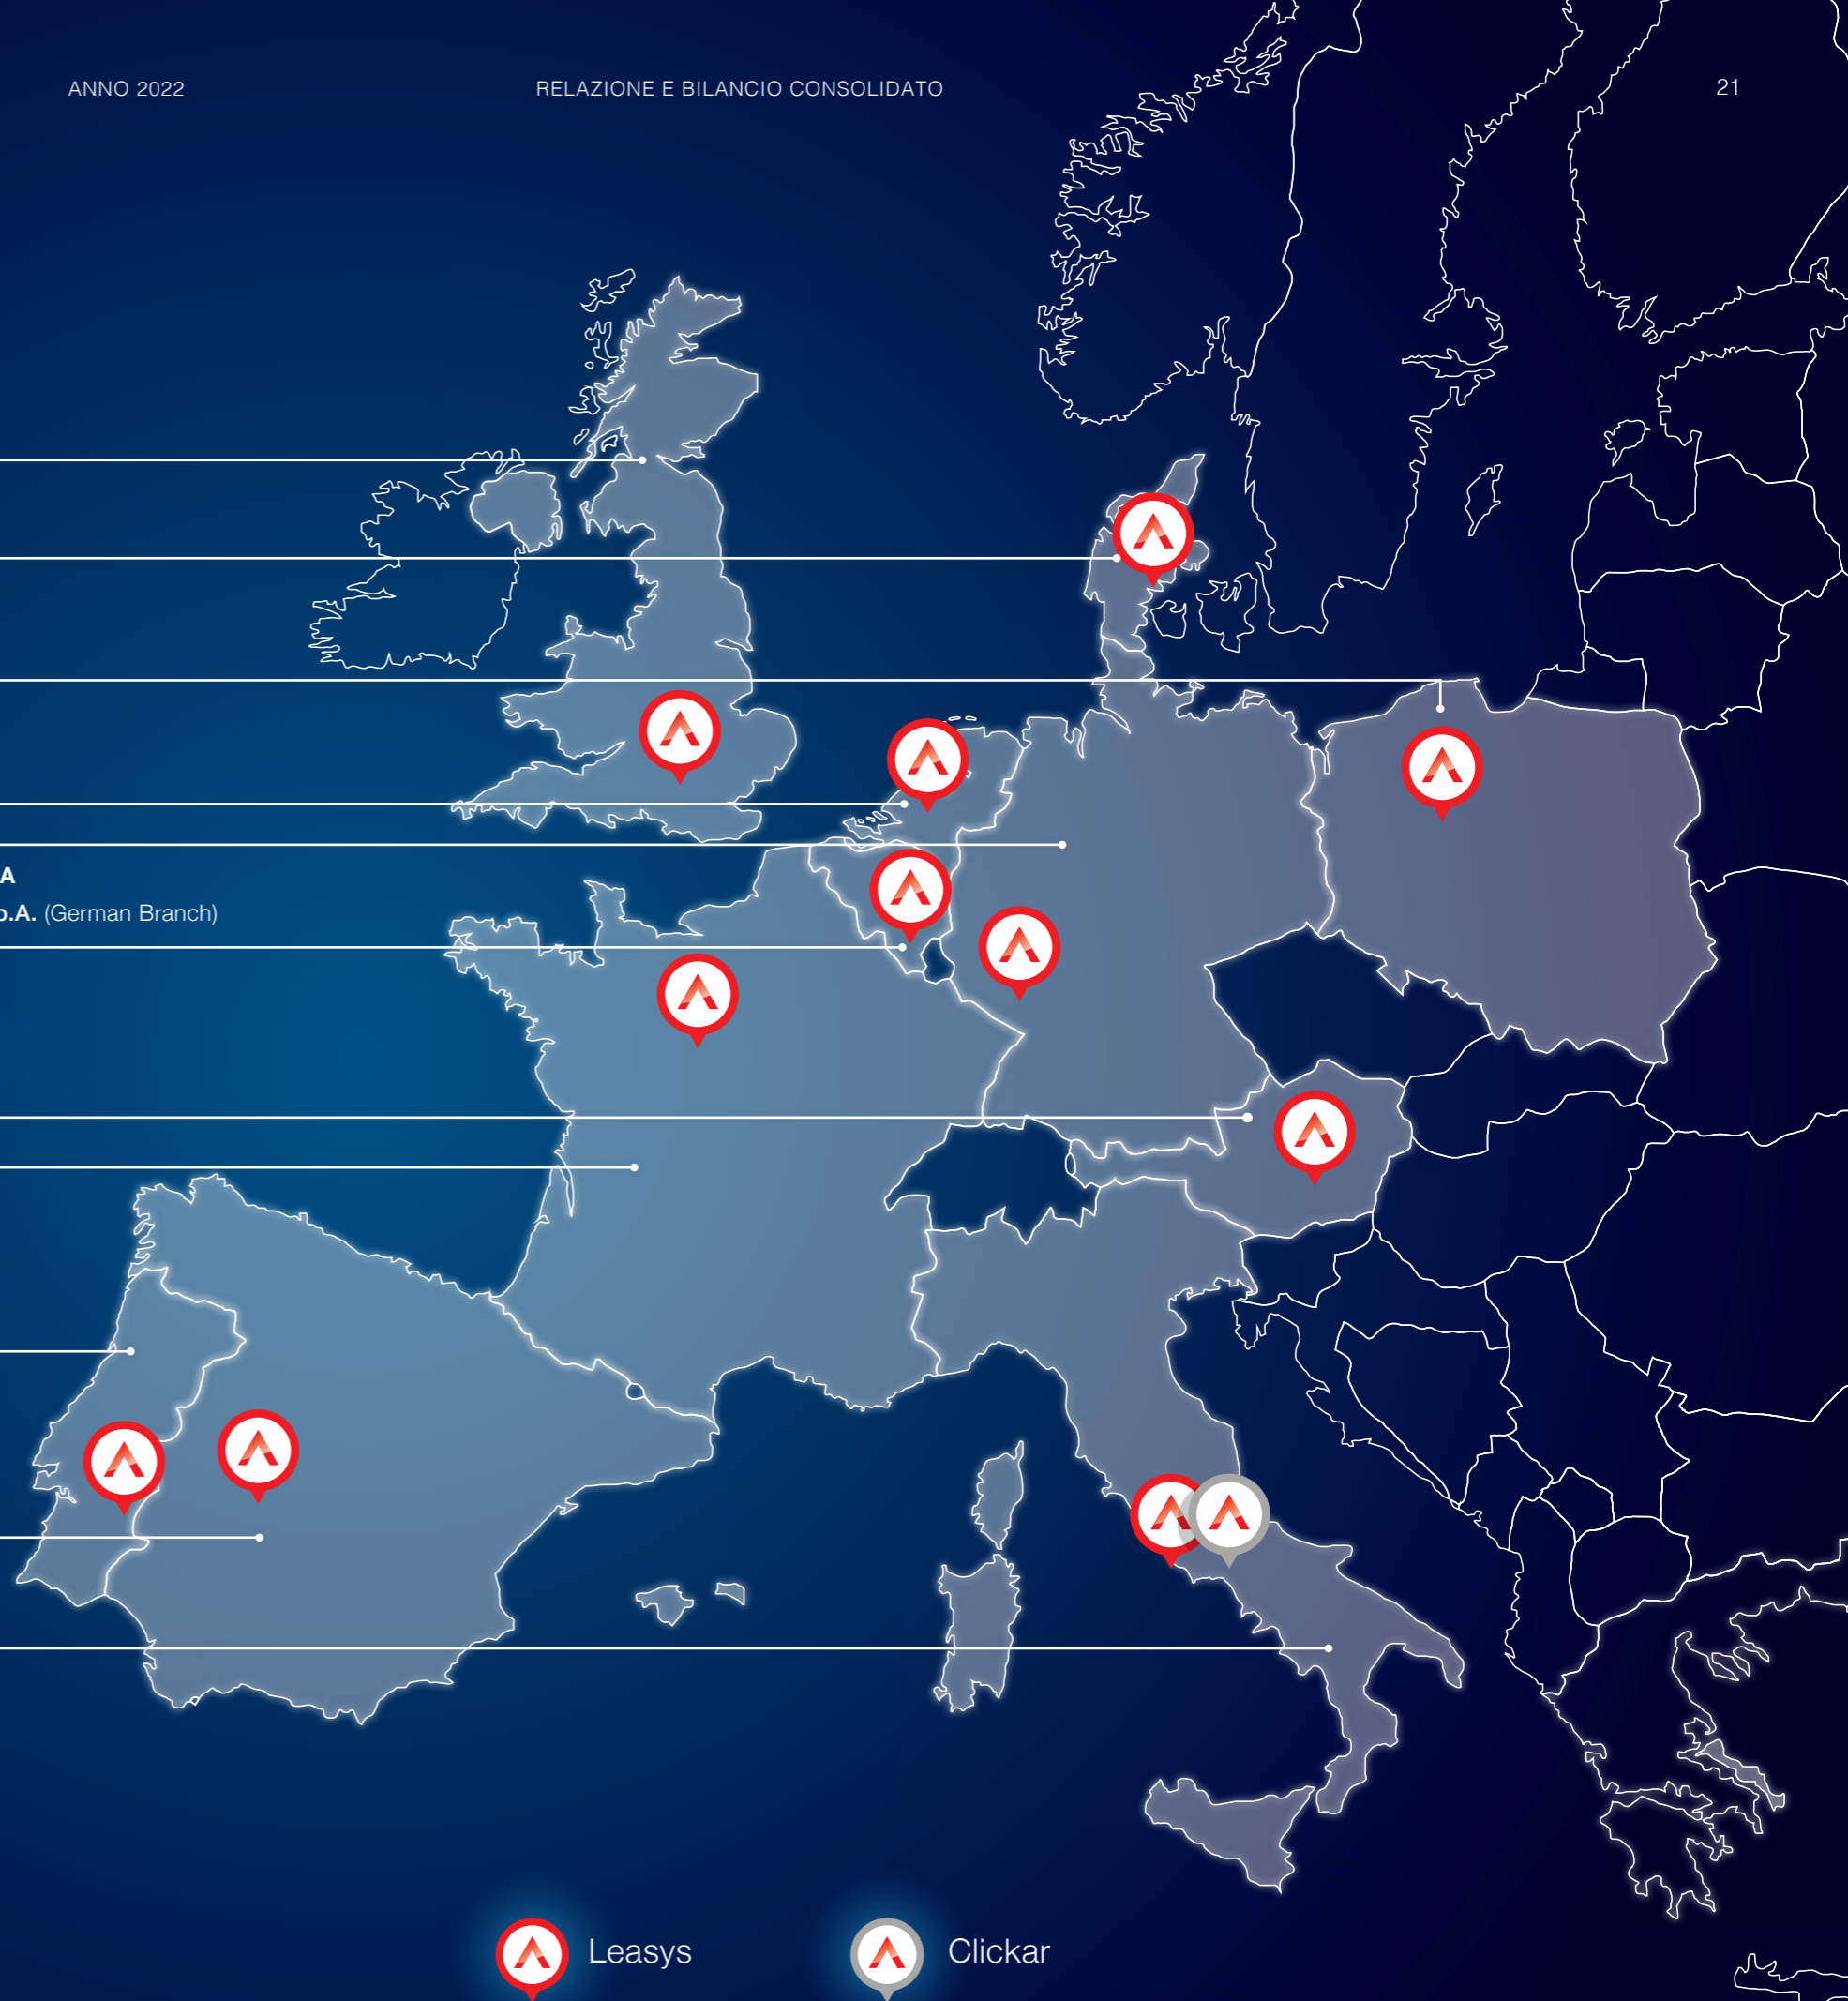 ANNO 2022
RELAZIONE E BILANCIO CONSOLIDATO
21
A
.A. (German Branch)
Leasys
Clickar